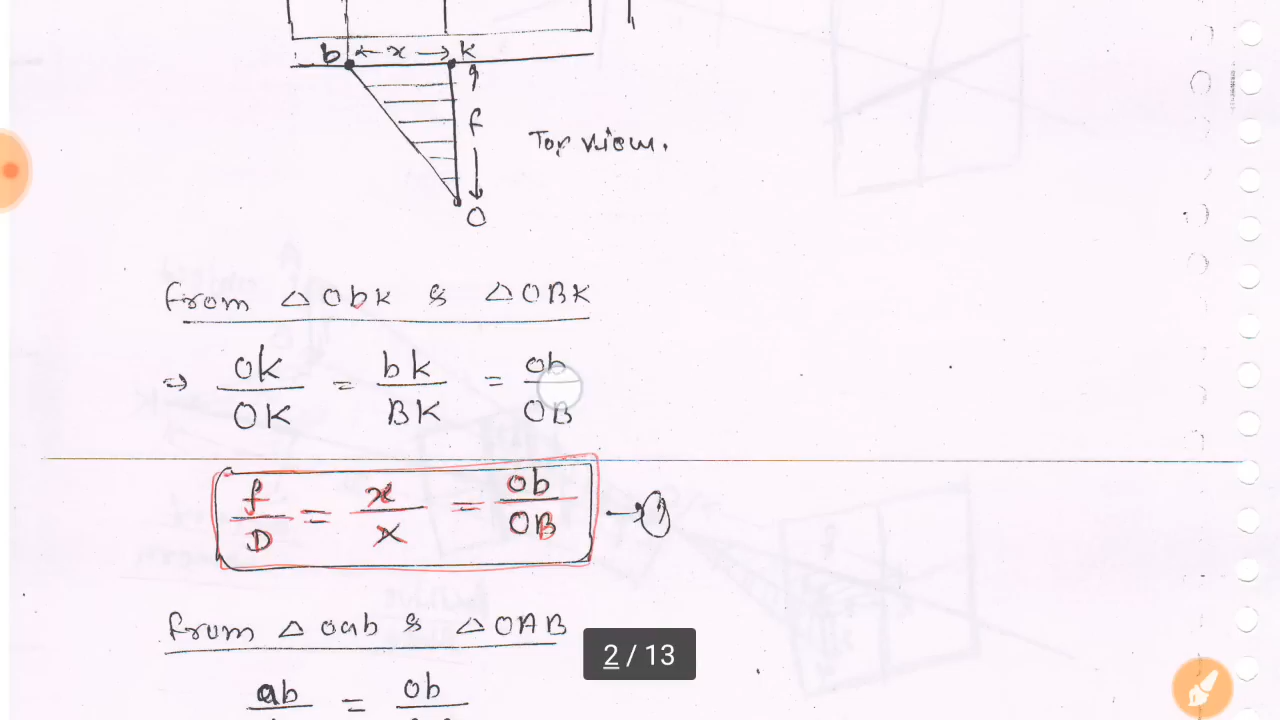 b ← x → k
f
Top view.
O
from △ Obk & △ OBK
⇒ ok/OK = bk/BK = ob/OB
f/D = x/X = ob/OB → ①
from △ oab & △ OAB
2 / 13
ab = ob